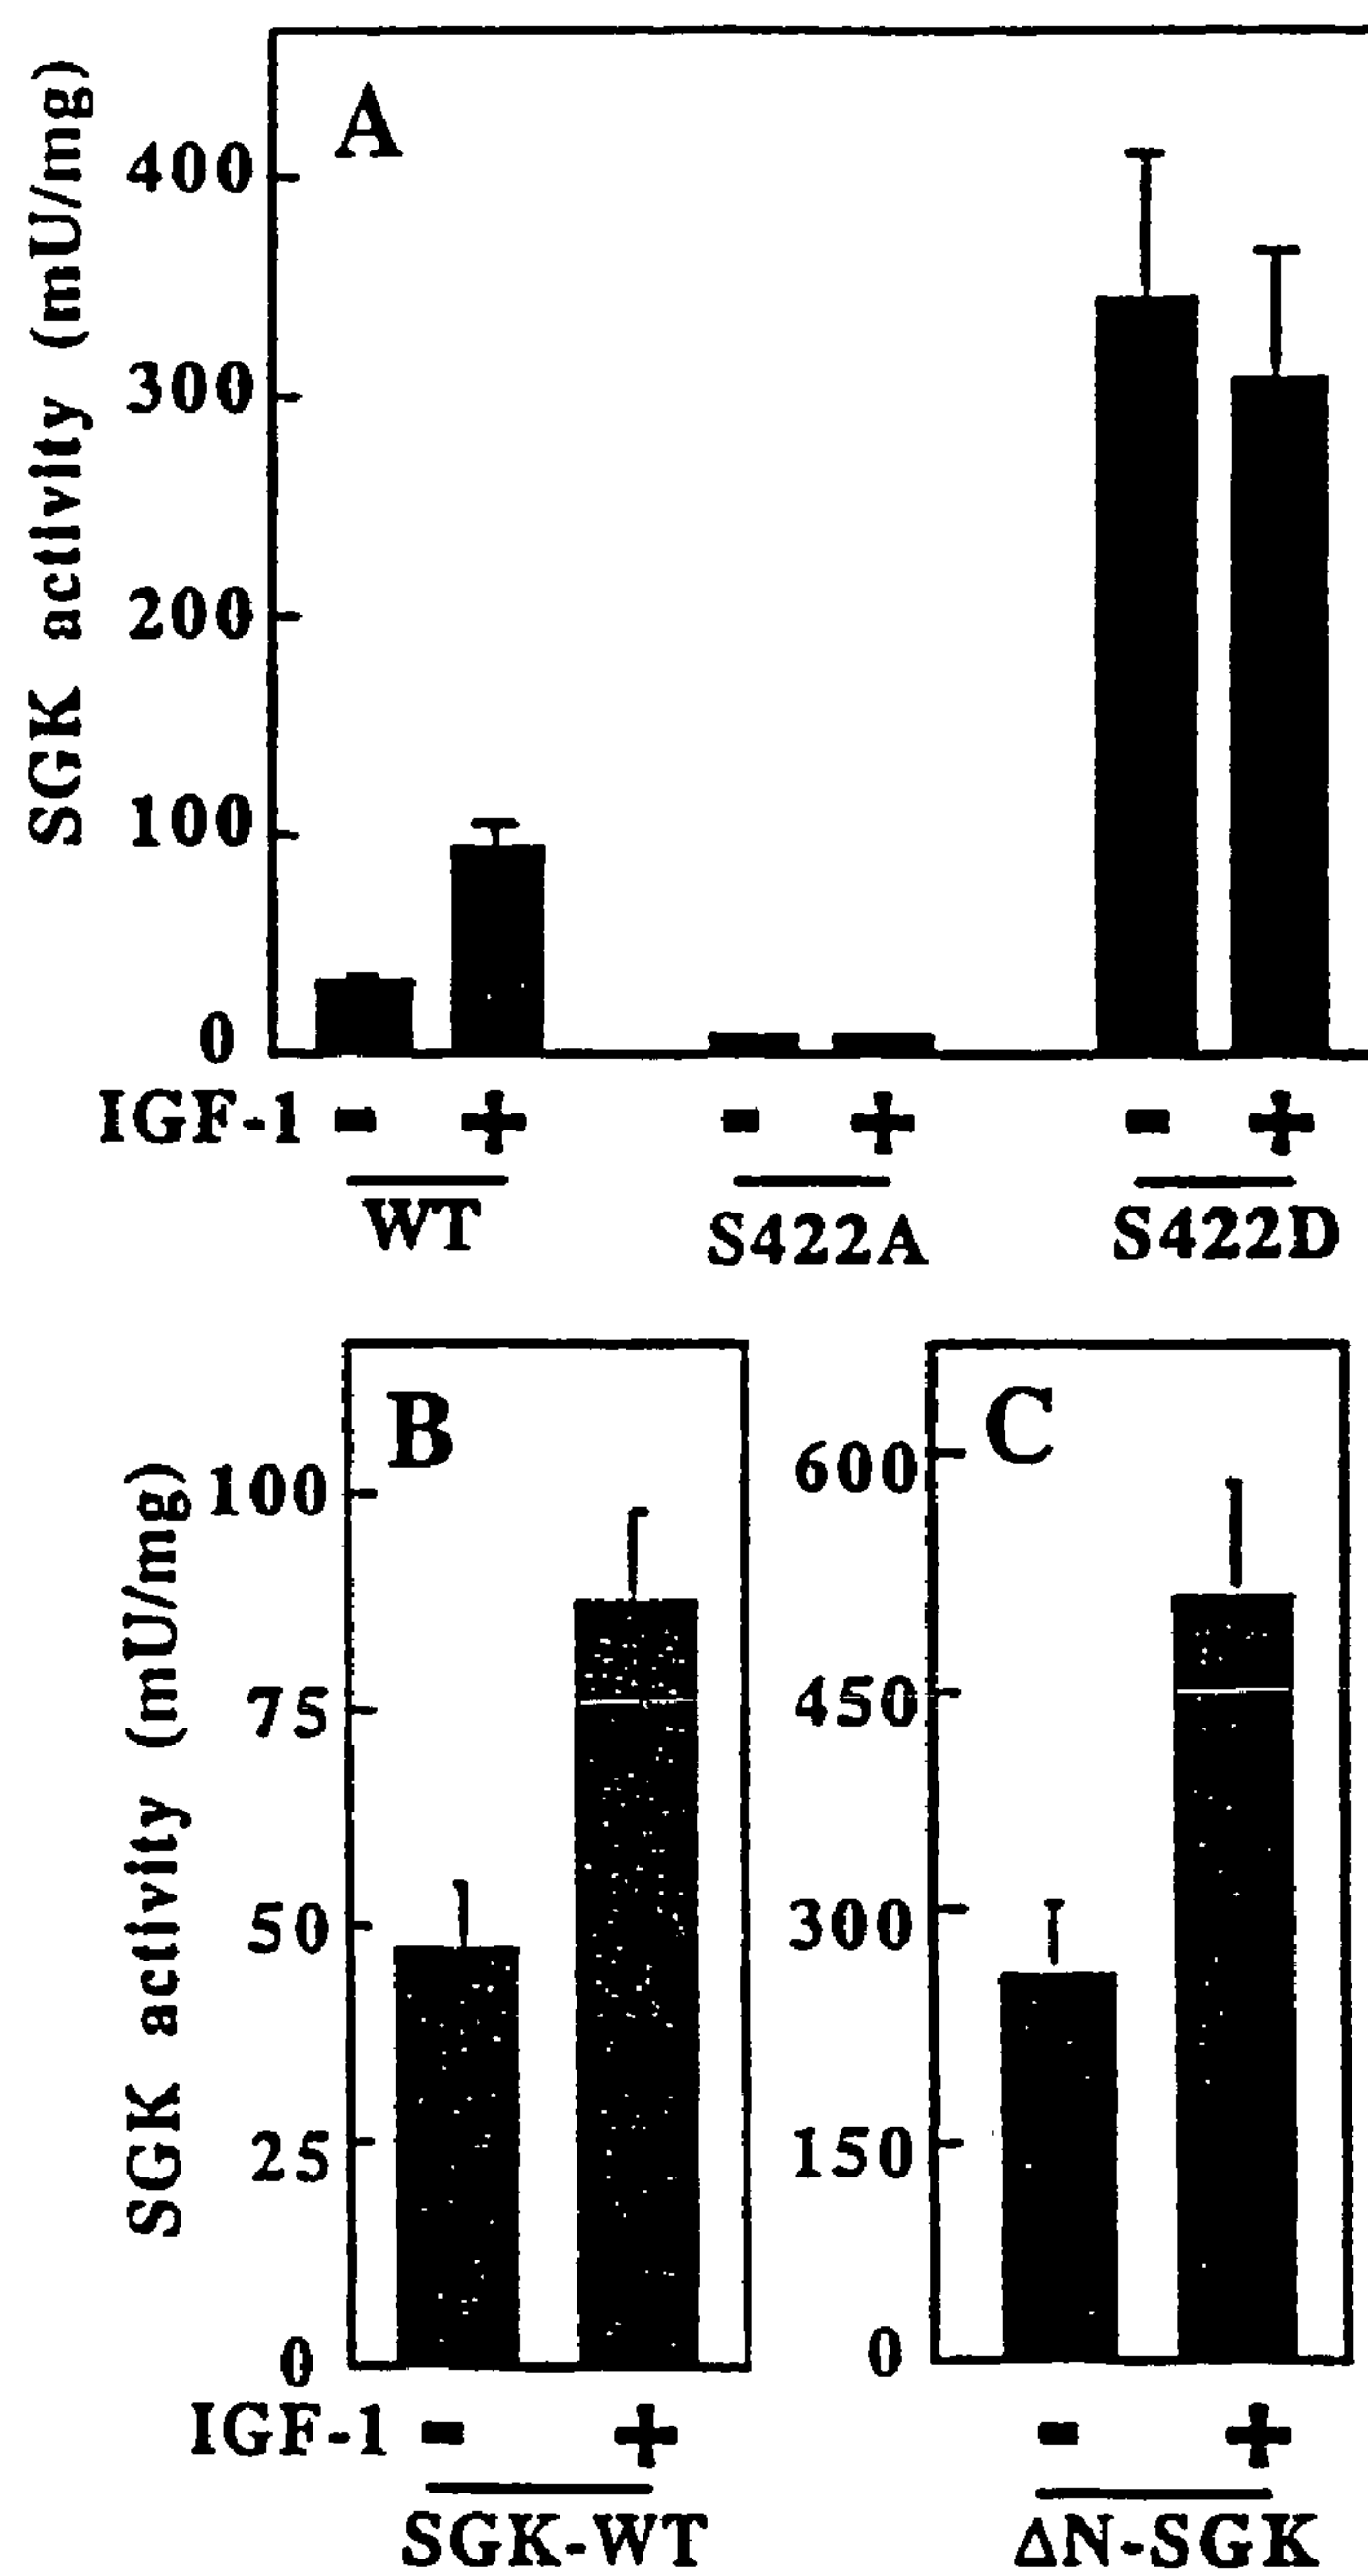 A
SGK activity (mU/mg)
400
300
200
100
0
IGF-1 - + - + - +
WT S422A S422D
B
SGK activity (mU/mg)
100
75
50
25
0
IGF-1 - +
SGK-WT
C
600
450
300
150
0
- +
ΔN-SGK